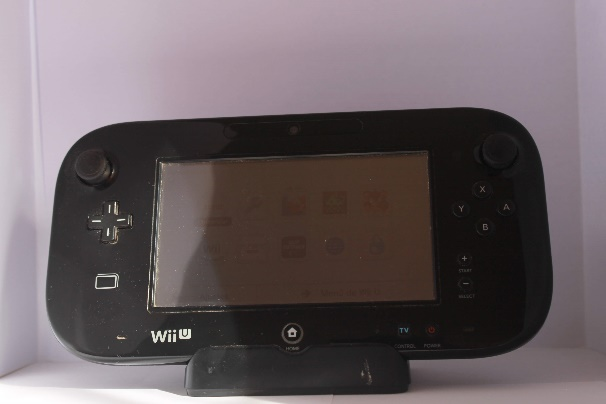 X
Y
A
B
+
START
−
SELECT
Wii U
HOME
TV
CONTROL
POWER